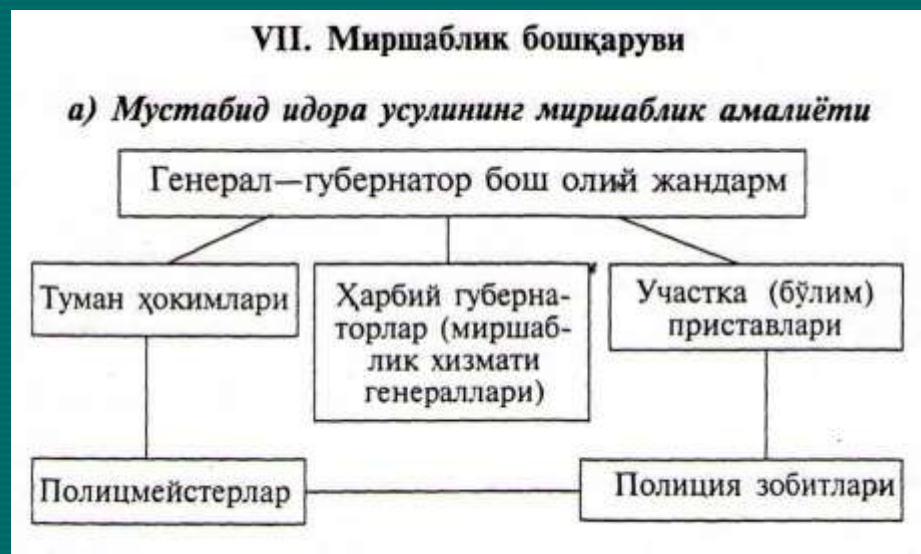 VII. Миршаблик бошқаруви
а) Мустабид идора усулининг миршаблик амалиёти
Генерал—губернатор бош олий жандарм
Туман ҳокимлари
Ҳарбий губерна-
торлар (миршаб-
лик хизмати
генераллари)
Участка (бўлим)
приставлари
Полицмейстерлар
Полиция зобитлари